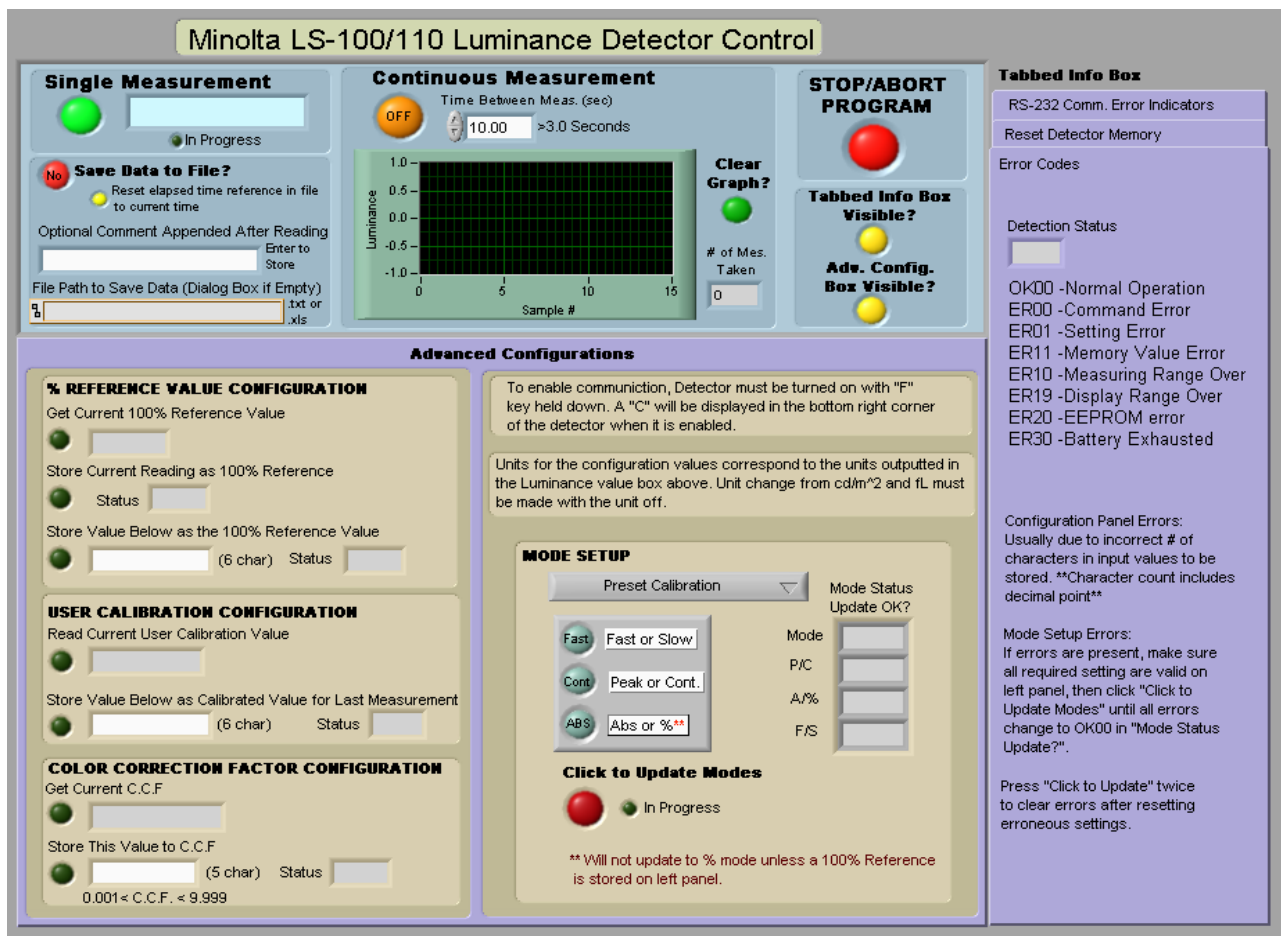 Minolta LS-100/110 Luminance Detector Control
Single Measurement
In Progress
No
Save Data to File?
Reset elapsed time reference in file
to current time
Optional Comment Appended After Reading
Enter to
Store
File Path to Save Data (Dialog Box if Empty)
.txt or
.xls
Continuous Measurement
OFF
Time Between Meas. (sec)
10.00
>3.0 Seconds
Luminance
1.0
0.5
0.0
-0.5
-1.0
0
5
10
15
Sample #
Clear
Graph?
# of Mes.
Taken
0
STOP/ABORT
PROGRAM
Tabbed Info Box
Visible?
Adv. Config.
Box Visible?
Tabbed Info Box
RS-232 Comm. Error Indicators
Reset Detector Memory
Error Codes
Detection Status
OK00 -Normal Operation
ER00 -Command Error
ER01 -Setting Error
ER11 -Memory Value Error
ER10 -Measuring Range Over
ER19 -Display Range Over
ER20 -EEPROM error
ER30 -Battery Exhausted
Configuration Panel Errors:
Usually due to incorrect # of
characters in input values to be
stored. **Character count includes
decimal point**
Mode Setup Errors:
If errors are present, make sure
all required setting are valid on
left panel, then click "Click to
Update Modes" until all errors
change to OK00 in "Mode Status
Update?".
Press "Click to Update" twice
to clear errors after resetting
erroneous settings.
Advanced Configurations
% REFERENCE VALUE CONFIGURATION
Get Current 100% Reference Value
Store Current Reading as 100% Reference
Status
Store Value Below as the 100% Reference Value
(6 char)
Status
USER CALIBRATION CONFIGURATION
Read Current User Calibration Value
Store Value Below as Calibrated Value for Last Measurement
(6 char)
Status
COLOR CORRECTION FACTOR CONFIGURATION
Get Current C.C.F
Store This Value to C.C.F
(5 char)
Status
0.001< C.C.F. < 9.999
To enable communiction, Detector must be turned on with "F"
key held down. A "C" will be displayed in the bottom right corner
of the detector when it is enabled.
Units for the configuration values correspond to the units outputted in
the Luminance value box above. Unit change from cd/m^2 and fL must
be made with the unit off.
MODE SETUP
Preset Calibration
Mode Status
Update OK?
Fast
Fast or Slow
Cont
Peak or Cont.
ABS
Abs or %**
Mode
P/C
A/%
F/S
Click to Update Modes
In Progress
** Will not update to % mode unless a 100% Reference
is stored on left panel.